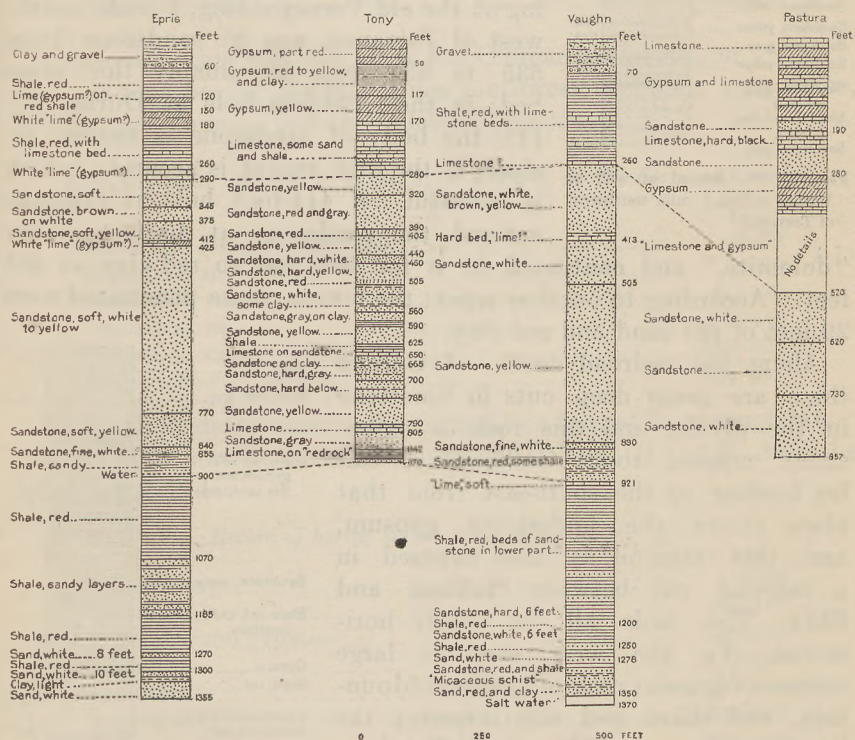 Epris
Feet
Clay and gravel
60
Shale, red
Lime (gypsum?) on
red shale
120
150
White "lime" (gypsum?)
180
Shale, red, with
limestone bed
260
White "lime" (gypsum?)
290
Sandstone, soft
345
Sandstone, brown
on white
375
Sandstone, soft, yellow
412
White "lime" (gypsum?)
425
Sandstone, soft, white
to yellow
770
Sandstone, soft, yellow
840
Sandstone, fine, white
855
Shale, sandy
Water
900
Shale, red
1070
Shale, sandy layers
1185
Shale, red
Sand, white 8 feet
1270
Shale, red
Sand, white 10 feet
1300
Clay, light
Sand, white
1355
Tony
Feet
Gypsum, part red
50
Gypsum, red to yellow,
and clay
117
Gypsum, yellow
170
Limestone, some sand
and shale
280
Sandstone, yellow
320
Sandstone, red and gray
390
Sandstone, red
405
Sandstone, yellow
440
Sandstone, hard, white
460
Sandstone, hard, yellow
Sandstone, red
505
Sandstone, white,
some clay
560
Sandstone, gray, on clay
590
Sandstone, yellow
Shale
625
Limestone on sandstone
650
Sandstone and clay
665
Sandstone, hard, gray
700
Sandstone, hard below
Sandstone, yellow
790
Limestone
805
Sandstone, gray
Limestone, on "redrock"
Vaughn
Feet
Gravel
70
Shale, red, with lime-
stone beds
Limestone
260
Sandstone, white,
brown, yellow
Hard bed, "lime!"
413
Sandstone, white
505
Sandstone, yellow
Sandstone, fine, white
830
Sandstone, red, some shale
"Lime", soft
921
Shale, red, beds of sand-
stone in lower part
Sandstone, hard, 6 feet
Shale, red
1200
Sandstone, white, 6 feet
Shale, red
1250
Sand, white
1276
Sandstone, red, and shale
"Micaceous schist"
Sand, red, and clay
1350
Salt water
1370
Pastura
Feet
Limestone
Gypsum and limestone
Sandstone
190
Limestone, hard, black
Sandstone
280
Gypsum
"Limestone and gypsum"
No details
570
Sandstone, white
620
Sandstone
730
Sandstone, white
857
0 250 500 FEET